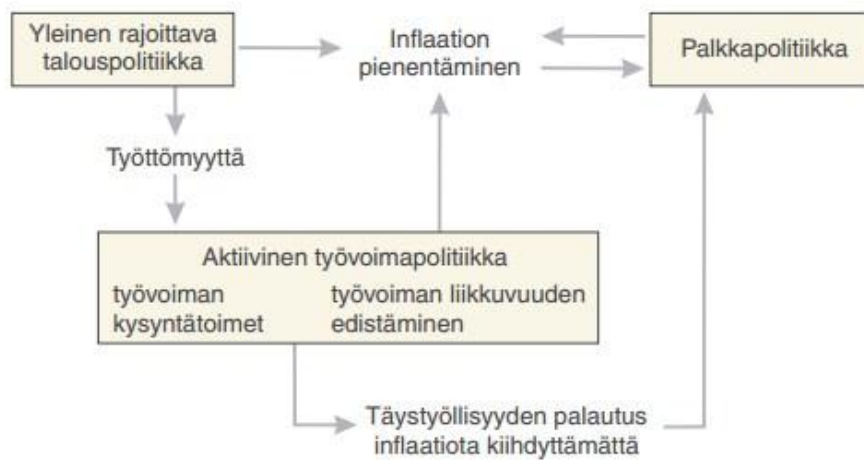 Yleinen rajoittava
talouspolitiikka
Inflaation
pienentäminen
Palkkapolitiikka
Työttömyyttä
Aktiivinen työvoimapolitiikka
työvoiman
kysyntätoimet
työvoiman liikkuvuuden
edistäminen
Täystyöllisyyden palautus
inflaatiota kiihdyttämättä